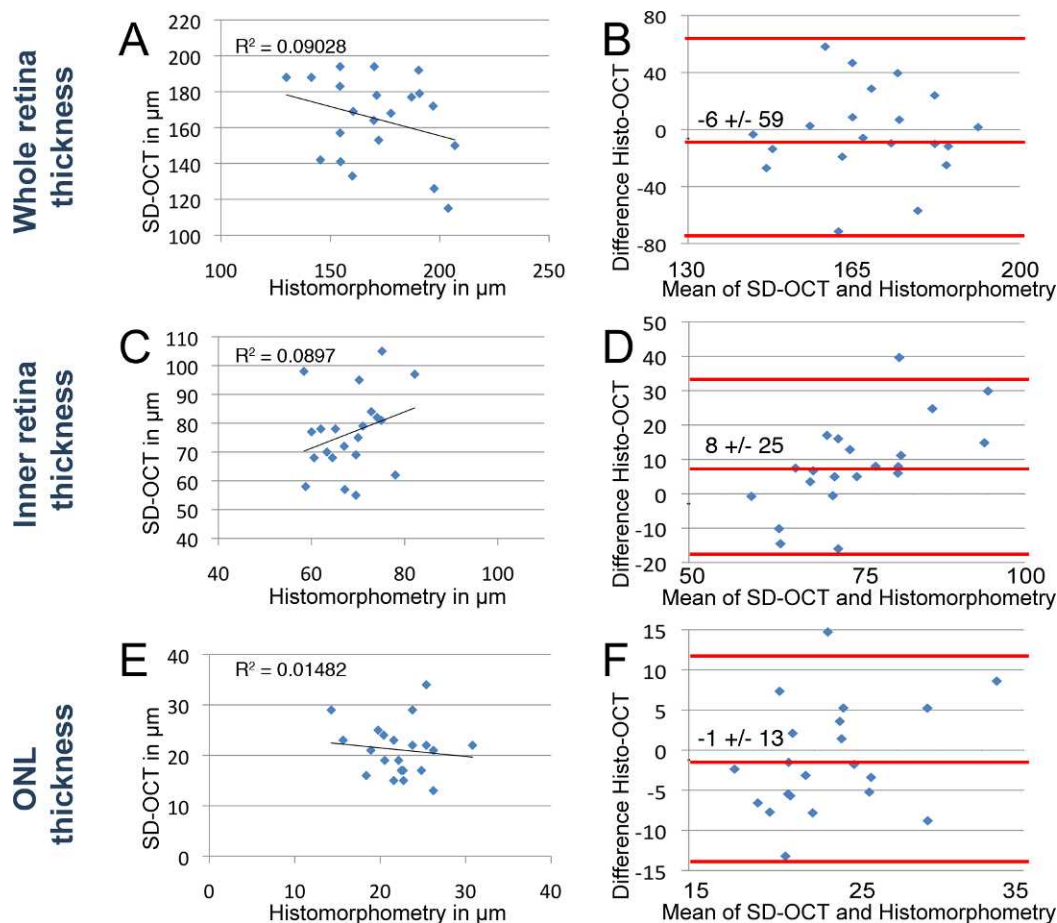 Whole retina
thickness
A
R² = 0.09028
SD-OCT in µm
220
200
180
160
140
120
100
100
150
200
250
Histomorphometry in µm
B
Difference Histo-OCT
80
40
0
-40
-80
-6 +/- 59
130
165
200
Mean of SD-OCT and Histomorphometry
Inner retina
thickness
C
R² = 0.0897
SD-OCT in µm
110
100
90
80
70
60
50
40
40
60
80
100
Histomorphometry in µm
D
Difference Histo-OCT
50
40
30
20
10
0
-10
-20
8 +/- 25
50
75
100
Mean of SD-OCT and Histomorphometry
ONL
thickness
E
R² = 0.01482
SD-OCT in µm
40
30
20
10
0
0
10
20
30
40
Histomorphometry in µm
F
Difference Histo-OCT
15
10
5
0
-5
-10
-15
-1 +/- 13
15
25
35
Mean of SD-OCT and Histomorphometry